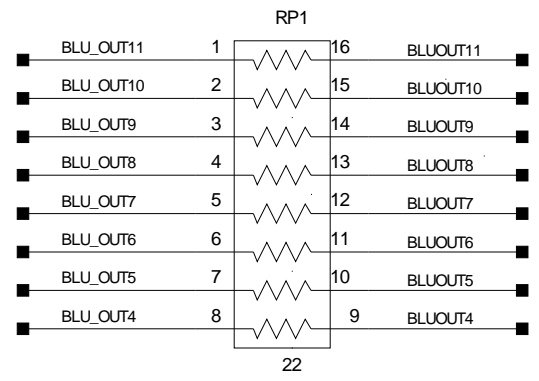 RP1
BLU_OUT11 1 16 BLUOUT11
BLU_OUT10 2 15 BLUOUT10
BLU_OUT9 3 14 BLUOUT9
BLU_OUT8 4 13 BLUOUT8
BLU_OUT7 5 12 BLUOUT7
BLU_OUT6 6 11 BLUOUT6
BLU_OUT5 7 10 BLUOUT5
BLU_OUT4 8 9 BLUOUT4
22